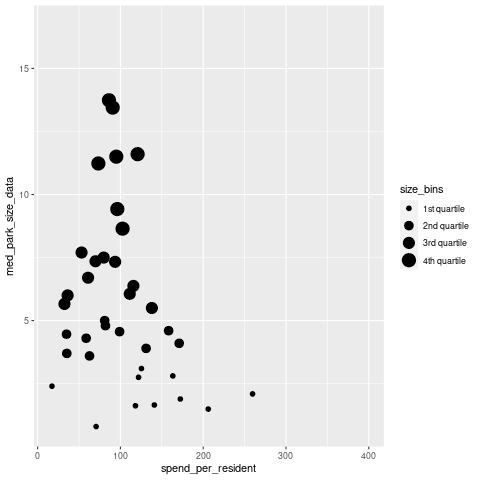 15
10
5
0
100
200
300
400
spend_per_resident
med_park_size_data
size_bins
1st quartile
2nd quartile
3rd quartile
4th quartile